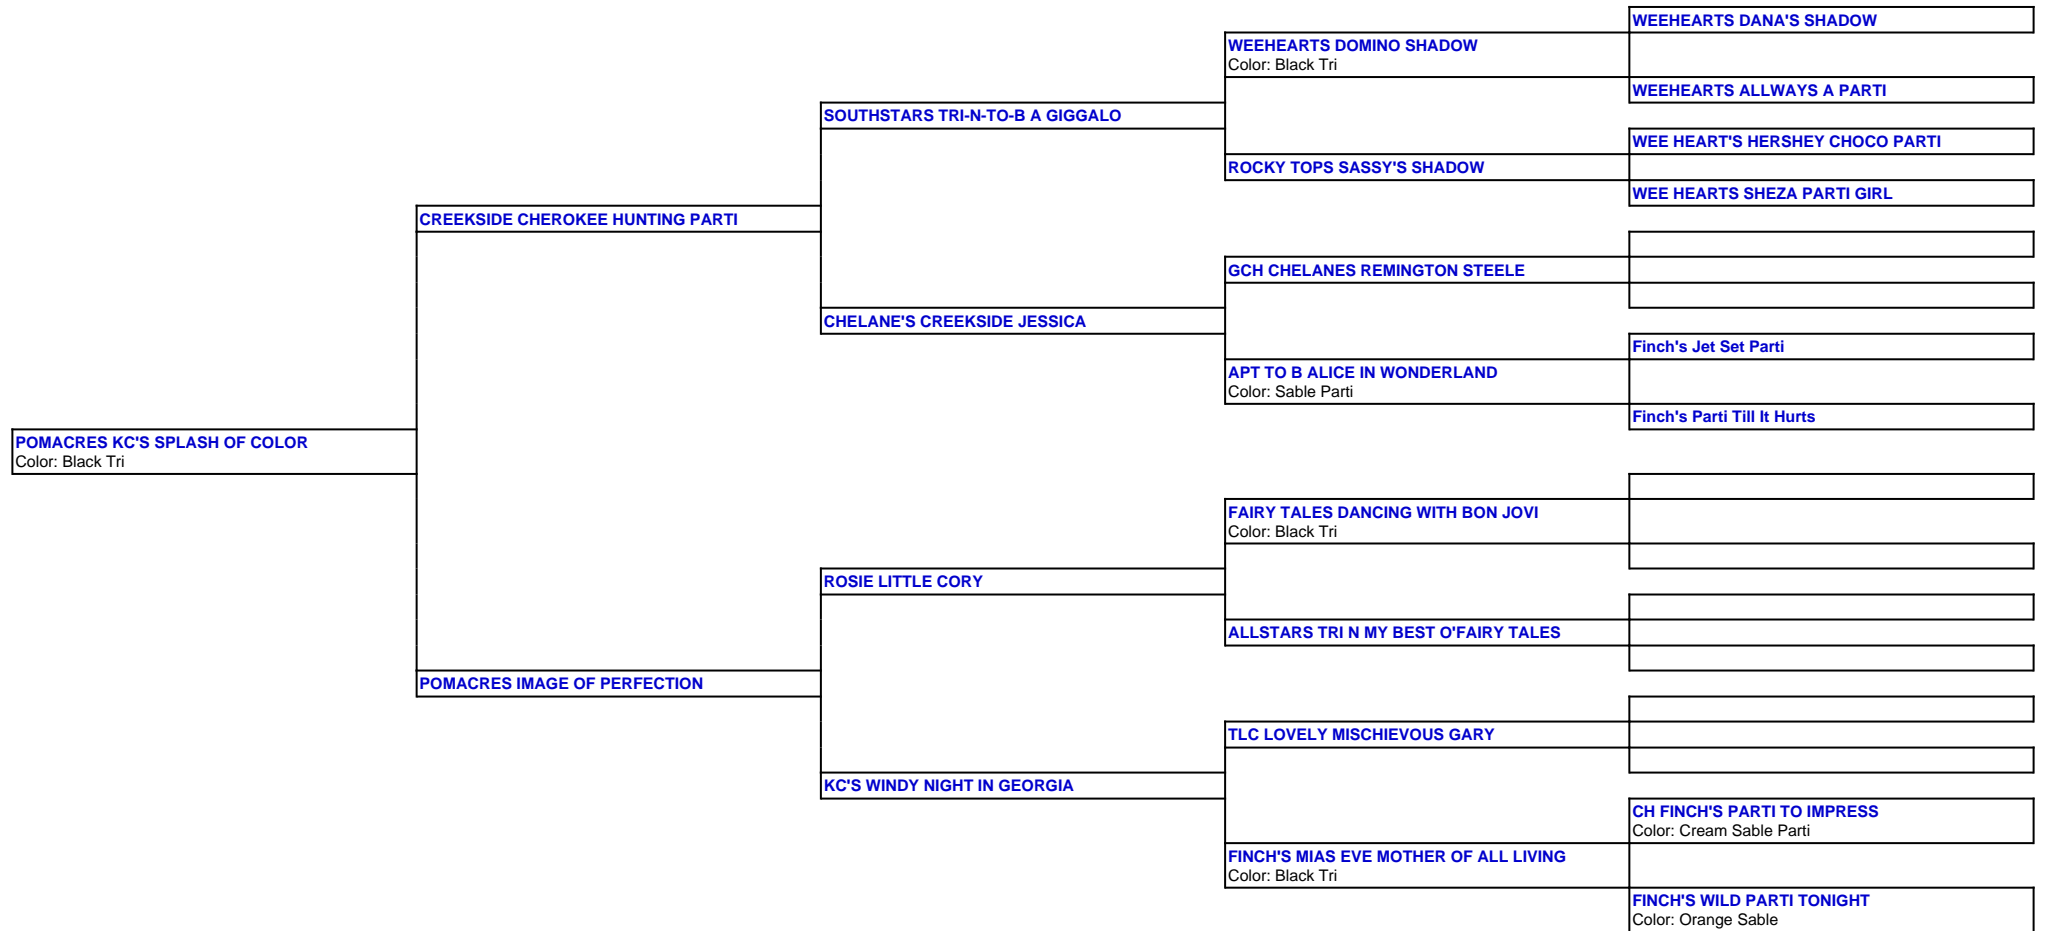 WEEHEARTS DANA'S SHADOW
WEEHEARTS DOMINO SHADOW
Color: Black Tri
WEEHEARTS ALLWAYS A PARTI
SOUTHSTARS TRI-N-TO-B A GIGGALO
WEE HEART'S HERSHEY CHOCO PARTI
ROCKY TOPS SASSY'S SHADOW
WEE HEARTS SHEZA PARTI GIRL
CREEKSIDE CHEROKEE HUNTING PARTI
GCH CHELANES REMINGTON STEELE
CHELANE'S CREEKSIDE JESSICA
Finch's Jet Set Parti
APT TO B ALICE IN WONDERLAND
Color: Sable Parti
Finch's Parti Till It Hurts
POMACRES KC'S SPLASH OF COLOR
Color: Black Tri
FAIRY TALES DANCING WITH BON JOVI
Color: Black Tri
ROSIE LITTLE CORY
ALLSTARS TRI N MY BEST O'FAIRY TALES
POMACRES IMAGE OF PERFECTION
TLC LOVELY MISCHIEVOUS GARY
KC'S WINDY NIGHT IN GEORGIA
CH FINCH'S PARTI TO IMPRESS
Color: Cream Sable Parti
FINCH'S MIAS EVE MOTHER OF ALL LIVING
Color: Black Tri
FINCH'S WILD PARTI TONIGHT
Color: Orange Sable